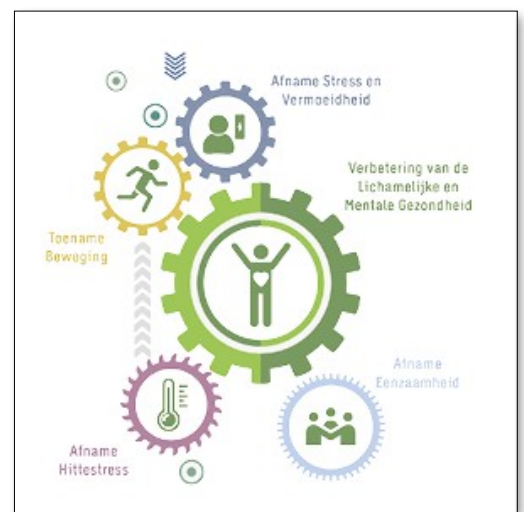 Afname Stress en
Vermoeidheid
Verbetering van de
Lichamelijke en
Mentale Gezondheid
Toename
Beweging
Afname
Eenzaamheid
Afname
Hittestress